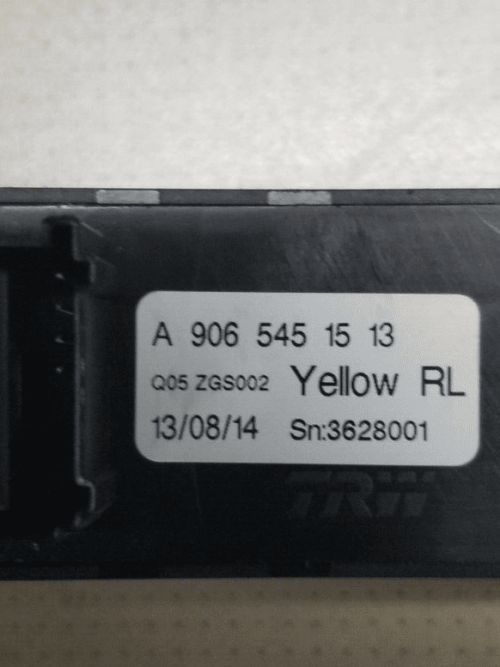 A 906 545 15 13
Q05 ZGS002 Yellow RL
13/08/14 Sn:3628001
TRW